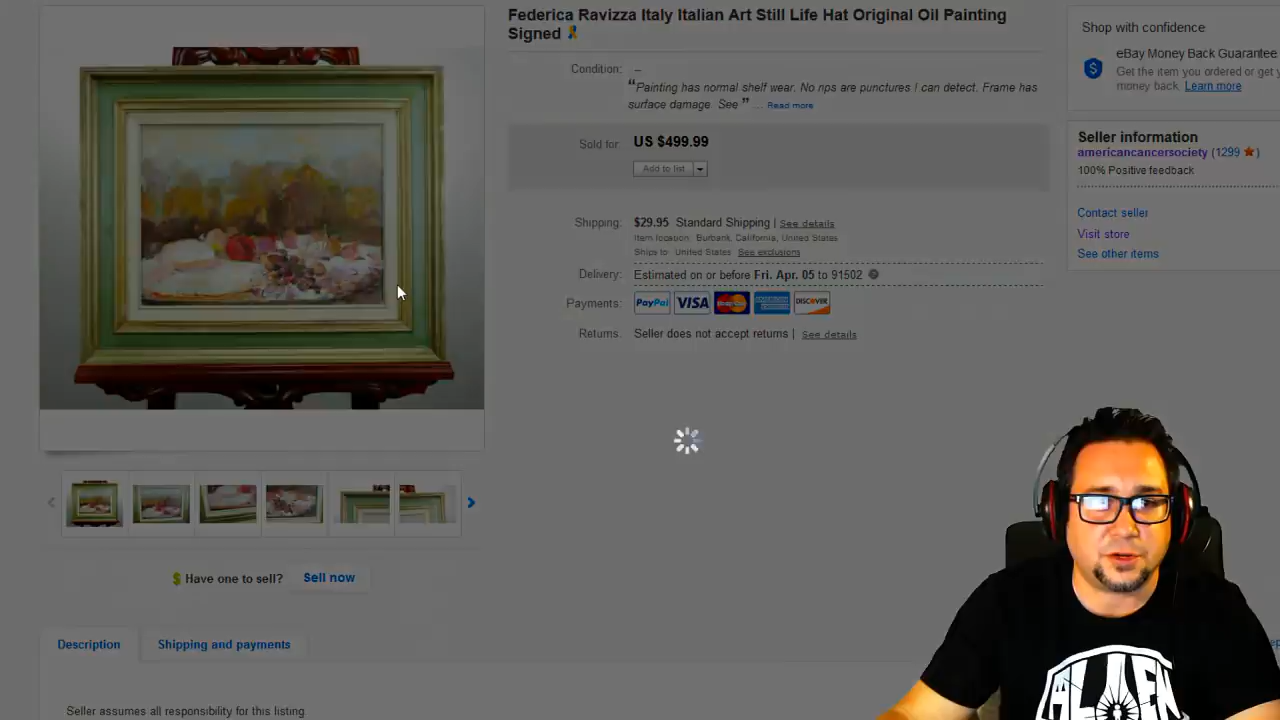 Federica Ravizza Italy Italian Art Still Life Hat Original Oil Painting
Signed
Condition: --
“Painting has normal shelf wear. No nps are punctures I can detect. Frame has
surface damage. See ” ... Read more
Sold for: US $499.99
Add to list
Shipping: $29.95 Standard Shipping | See details
Item location: Burbank, California, United States
Ships to: United States See exclusions
Delivery: Estimated on or before Fri. Apr. 05 to 91502
Payments: PayPal VISA MasterCard AMERICAN EXPRESS DISCOVER
Returns: Seller does not accept returns | See details
Shop with confidence
eBay Money Back Guarantee
Get the item you ordered or get y
money back. Learn more
Seller information
americancancersociety (1299 )
100% Positive feedback
Contact seller
Visit store
See other items
$ Have one to sell? Sell now
Description Shipping and payments
Seller assumes all responsibility for this listing
ALIEN